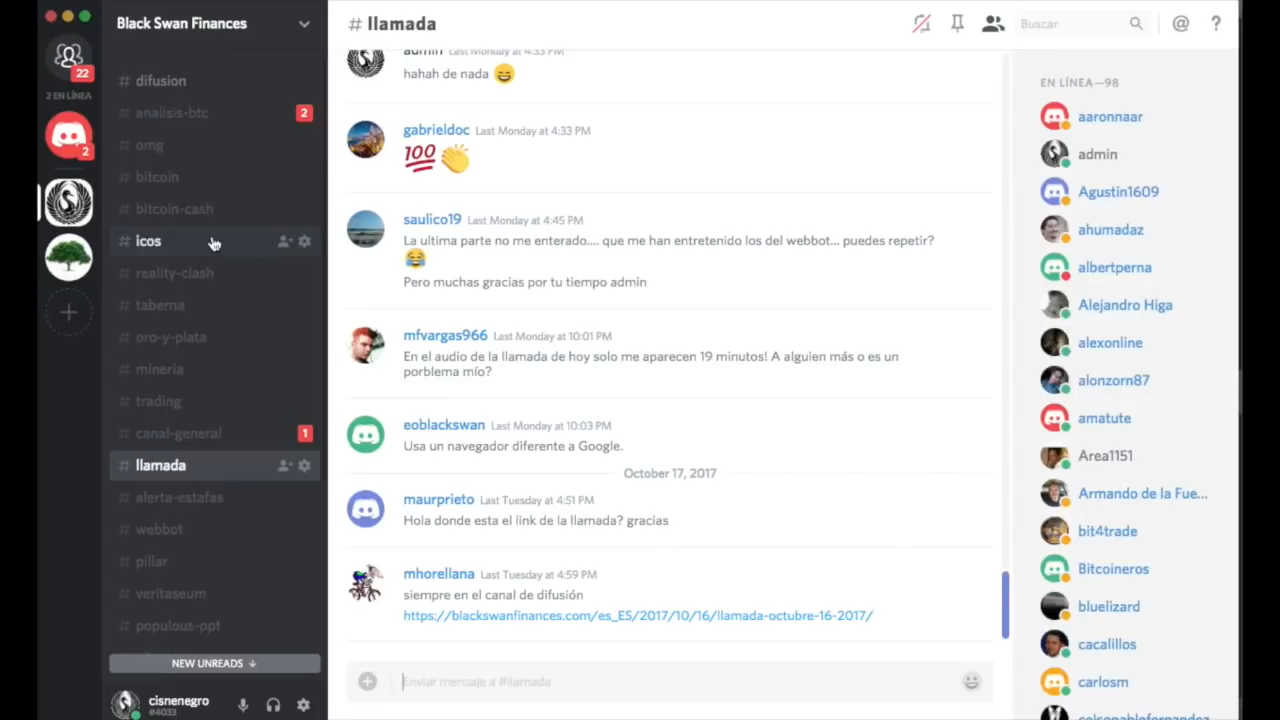 22
2 EN LÍNEA
2
Black Swan Finances
# difusion
# analisis-btc 2
# omg
# bitcoin
# bitcoin-cash
# icos
# reality-clash
# taberna
# oro-y-plata
# mineria
# trading
# canal-general 1
# llamada
# alerta-estafas
# webbot
# pillar
# veritaseum
# populous-ppt
NEW UNREADS
cisnenegro
#4033
# llamada
Buscar
@ ?
admin Last Monday at 4:33 PM
hahah de nada
gabrieldoc Last Monday at 4:33 PM
100
saulico19 Last Monday at 4:45 PM
La ultima parte no me enterado.... que me han entretenido los del webbot... puedes repetir?
Pero muchas gracias por tu tiempo admin
mfvargas966 Last Monday at 10:01 PM
En el audio de la llamada de hoy solo me aparecen 19 minutos! A alguien más o es un
porblema mío?
eoblackswan Last Monday at 10:03 PM
Usa un navegador diferente a Google.
October 17, 2017
maurprieto Last Tuesday at 4:51 PM
Hola donde esta el link de la llamada? gracias
mhorellana Last Tuesday at 4:59 PM
siempre en el canal de difusión
https://blackswanfinances.com/es_ES/2017/10/16/llamada-octubre-16-2017/
Enviar mensaje a #llamada
EN LÍNEA—98
aaronnaar
admin
Agustin1609
ahumadaz
albertperna
Alejandro Higa
alexonline
alonzorn87
amatute
Area1151
Armando de la Fue...
bit4trade
Bitcoineros
bluelizard
cacalillos
carlosm